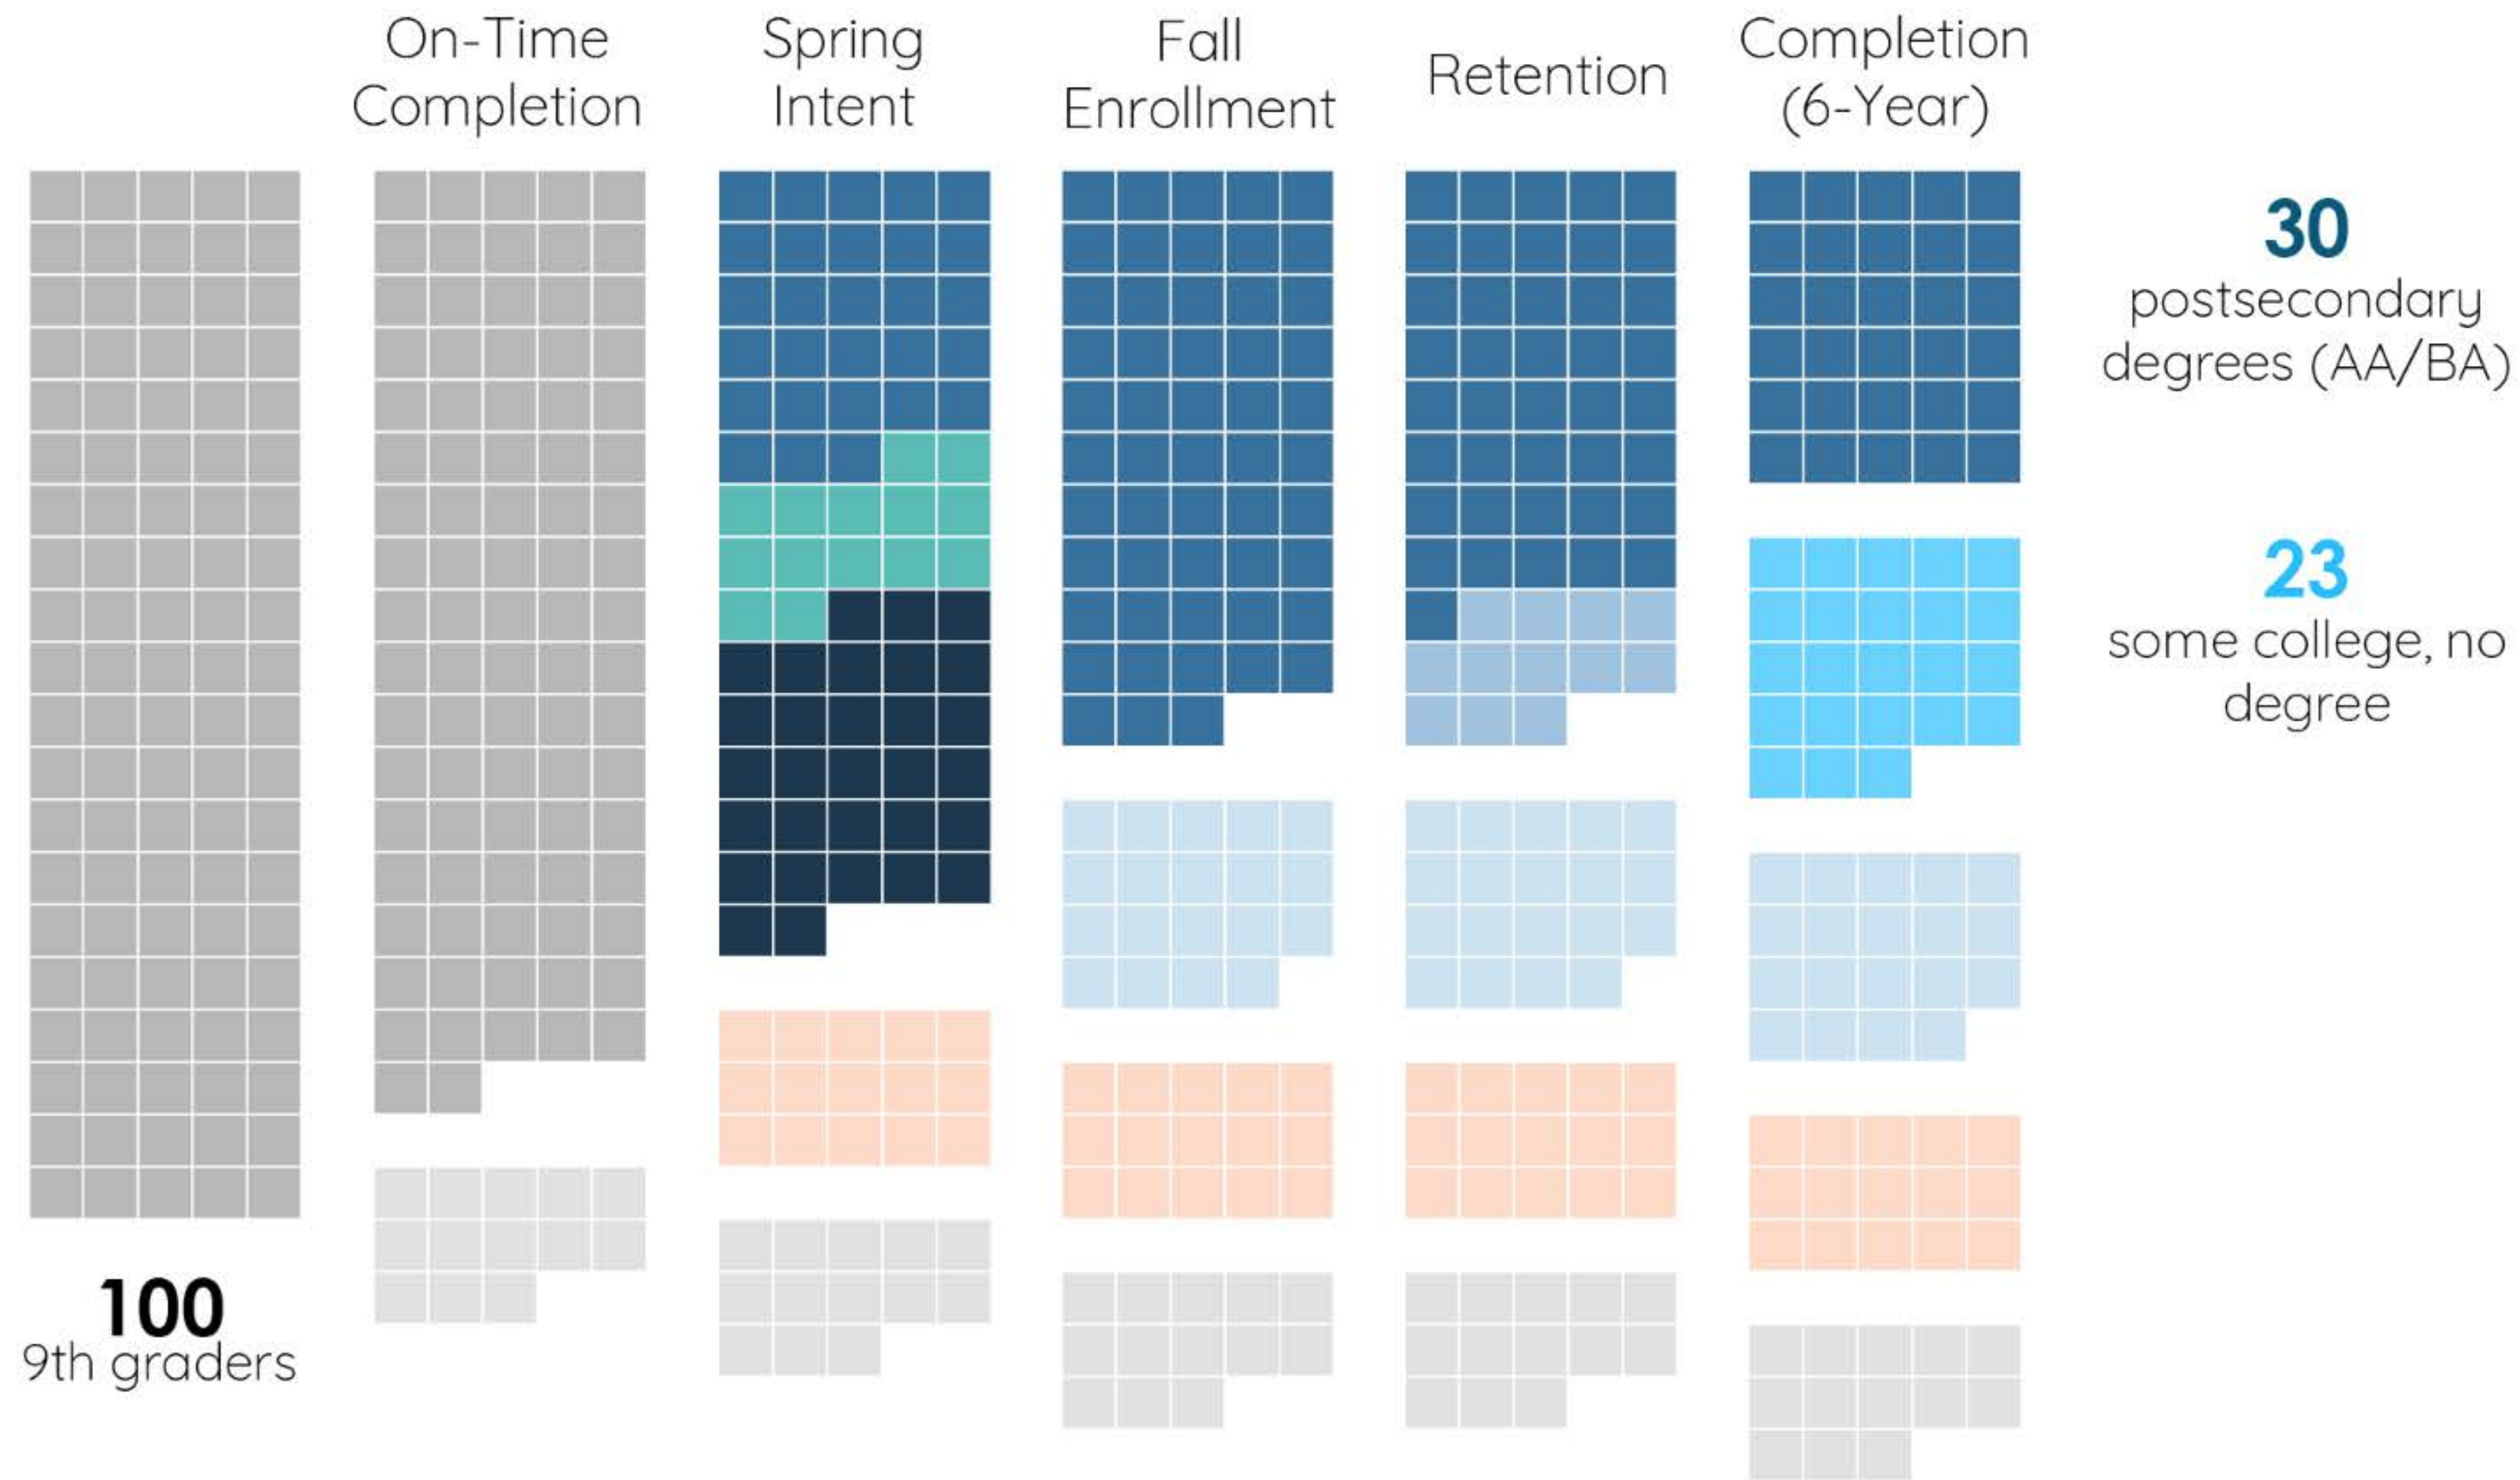 On-Time
Completion
Spring
Intent
Fall
Enrollment
Retention
Completion
(6-Year)
30
postsecondary
degrees (AA/BA)
23
some college, no
degree
100
9th graders